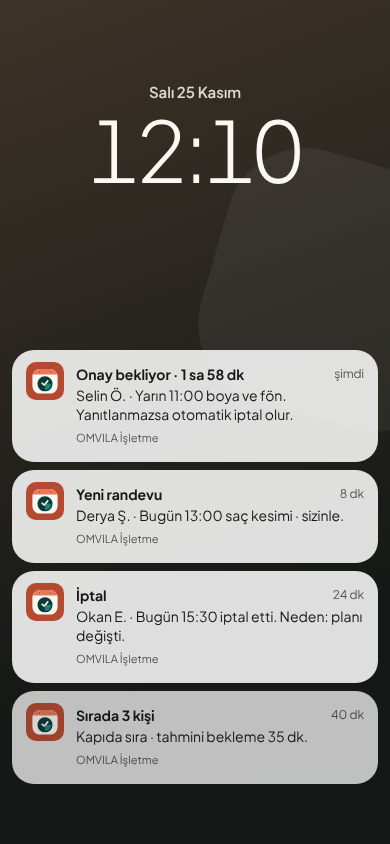 Salı 25 Kasım
12:10
Onay bekliyor · 1 sa 58 dk
şimdi
Selin Ö. · Yarın 11:00 boya ve fön.
Yanıtlanmazsa otomatik iptal olur.
OMVILA İşletme
Yeni randevu
8 dk
Derya Ş. · Bugün 13:00 saç kesimi · sizinle.
OMVILA İşletme
İptal
24 dk
Okan E. · Bugün 15:30 iptal etti. Neden: planı
değişti.
OMVILA İşletme
Sırada 3 kişi
40 dk
Kapıda sıra · tahmini bekleme 35 dk.
OMVILA İşletme